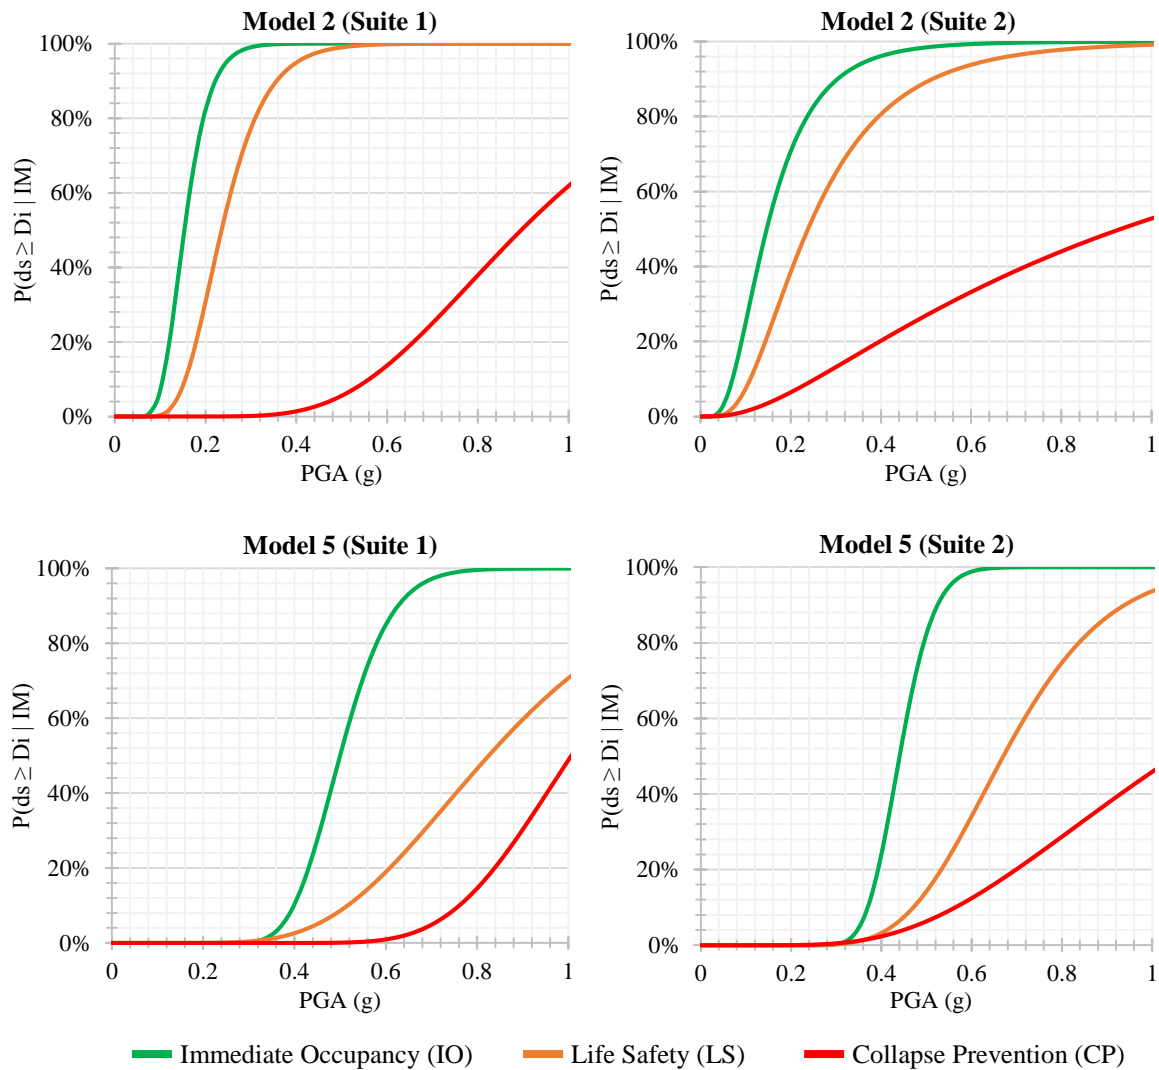 Model 2 (Suite 1)
100%
80%
60%
40%
20%
0%
0 0.2 0.4 0.6 0.8 1
P(ds ≥ Di | IM)
PGA (g)
Model 2 (Suite 2)
100%
80%
60%
40%
20%
0%
0 0.2 0.4 0.6 0.8 1
P(ds ≥ Di | IM)
PGA (g)
Model 5 (Suite 1)
100%
80%
60%
40%
20%
0%
0 0.2 0.4 0.6 0.8 1
P(ds ≥ Di | IM)
PGA (g)
Model 5 (Suite 2)
100%
80%
60%
40%
20%
0%
0 0.2 0.4 0.6 0.8 1
P(ds ≥ Di | IM)
PGA (g)
Immediate Occupancy (IO) Life Safety (LS) Collapse Prevention (CP)